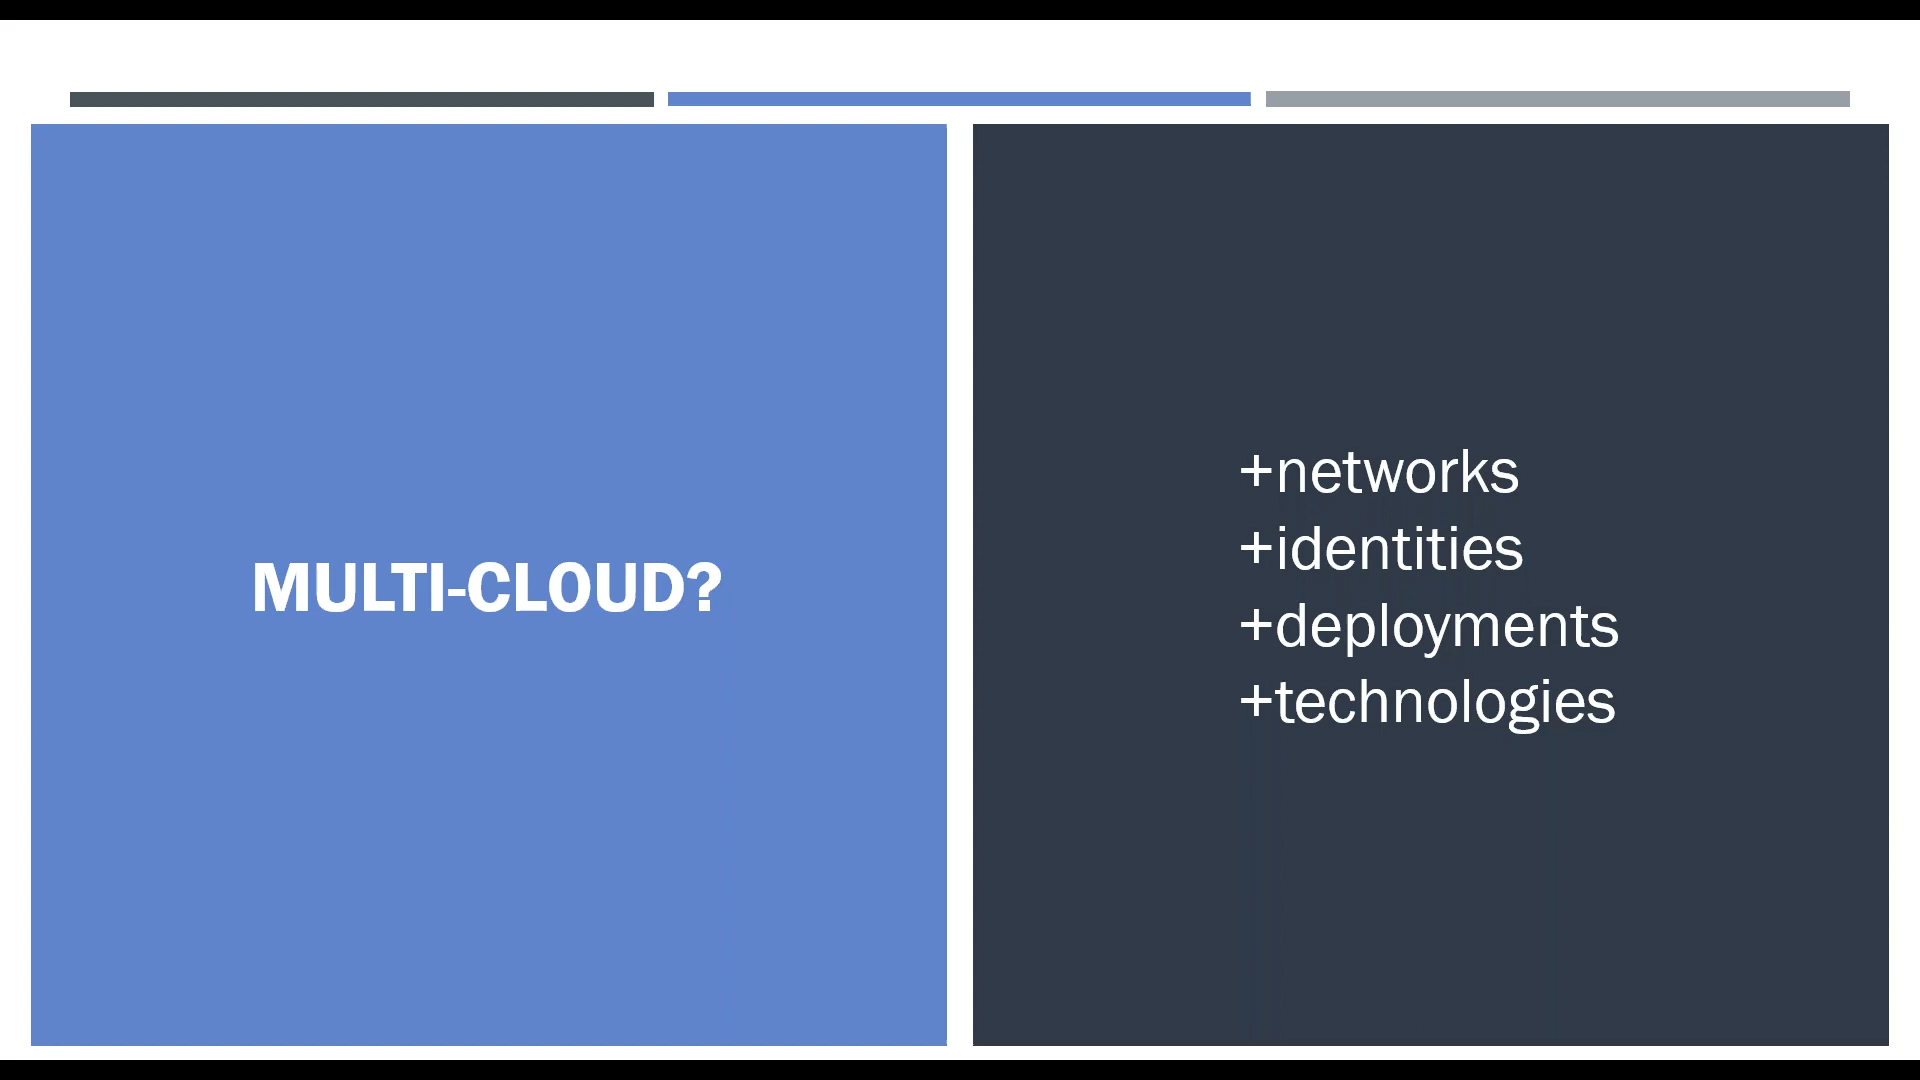 MULTI-CLOUD?
+networks
+identities
+deployments
+technologies